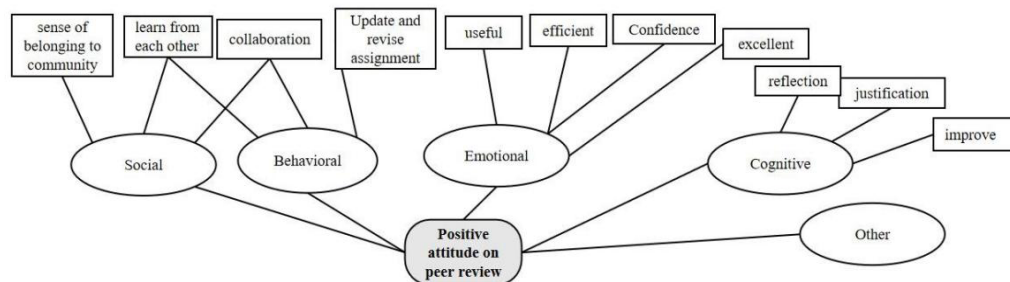 sense of
belonging to
community
learn from
each other
collaboration
Update and
revise
assignment
useful
efficient
Confidence
excellent
reflection
justification
improve
Social
Behavioral
Emotional
Cognitive
Other
Positive
attitude on
peer review